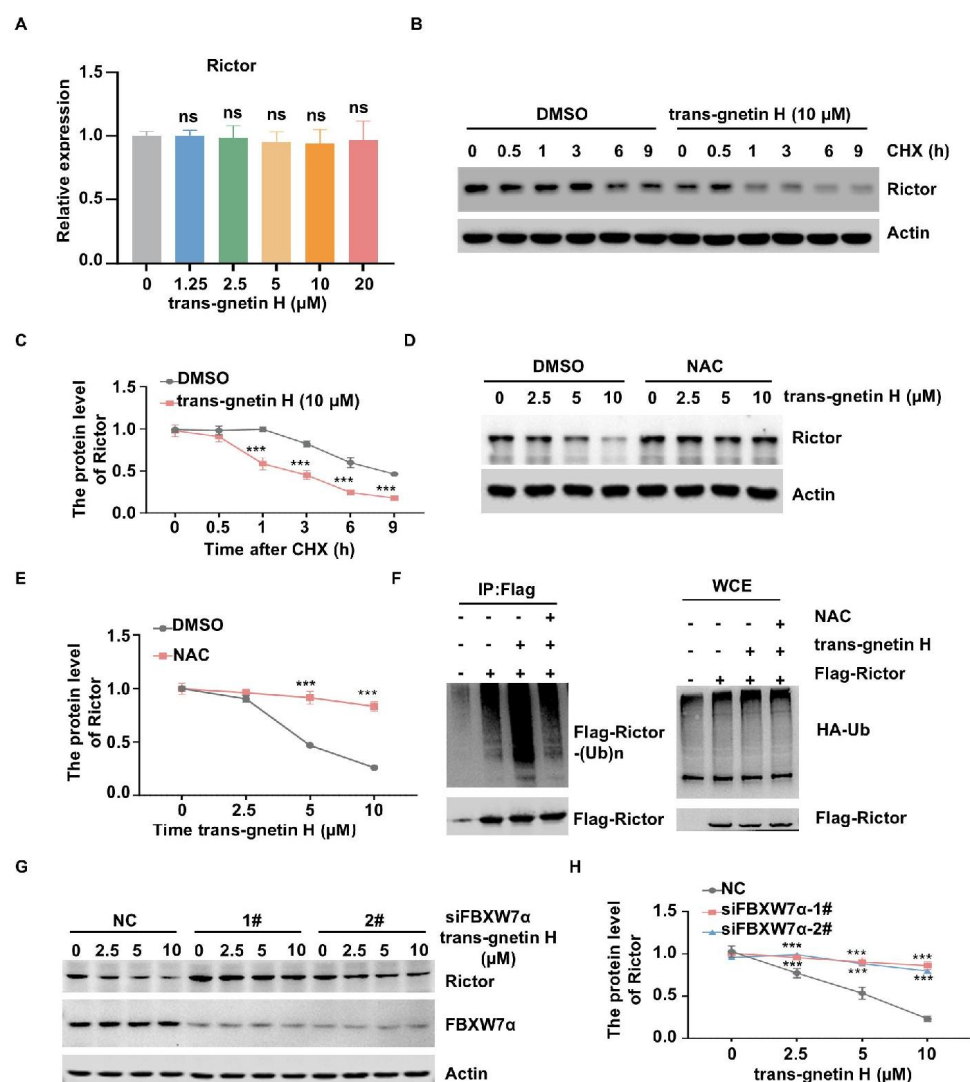 A
Rictor
Relative expression
1.5
1.0
0.5
0.0
ns ns ns ns ns
0 1.25 2.5 5 10 20
trans-gnetin H (μM)
B
DMSO trans-gnetin H (10 μM)
0 0.5 1 3 6 9 0 0.5 1 3 6 9 CHX (h)
Rictor
Actin
C
DMSO
trans-gnetin H (10 μM)
The protein level
of Rictor
1.5
1.0
0.5
0.0
*** *** *** ***
0 0.5 1 3 6 9
Time after CHX (h)
D
DMSO NAC
0 2.5 5 10 0 2.5 5 10 trans-gnetin H (μM)
Rictor
Actin
E
DMSO
NAC
The protein level
of Rictor
1.5
1.0
0.5
0.0
*** ***
0 2.5 5 10
Time trans-gnetin H (μM)
F
IP:Flag WCE
- - - + - - - + NAC
- - + + - - + + trans-gnetin H
- + + + - + + + Flag-Rictor
Flag-Rictor
-(Ub)n
HA-Ub
Flag-Rictor
Flag-Rictor
G
NC 1# 2# siFBXW7α
0 2.5 5 10 0 2.5 5 10 0 2.5 5 10 trans-gnetin H
(μM)
Rictor
FBXW7α
Actin
H
NC
siFBXW7α-1#
siFBXW7α-2#
The protein level
of Rictor
1.5
1.0
0.5
0.0
*** *** ***
*** *** ***
0 2.5 5 10
trans-gnetin H (μM)